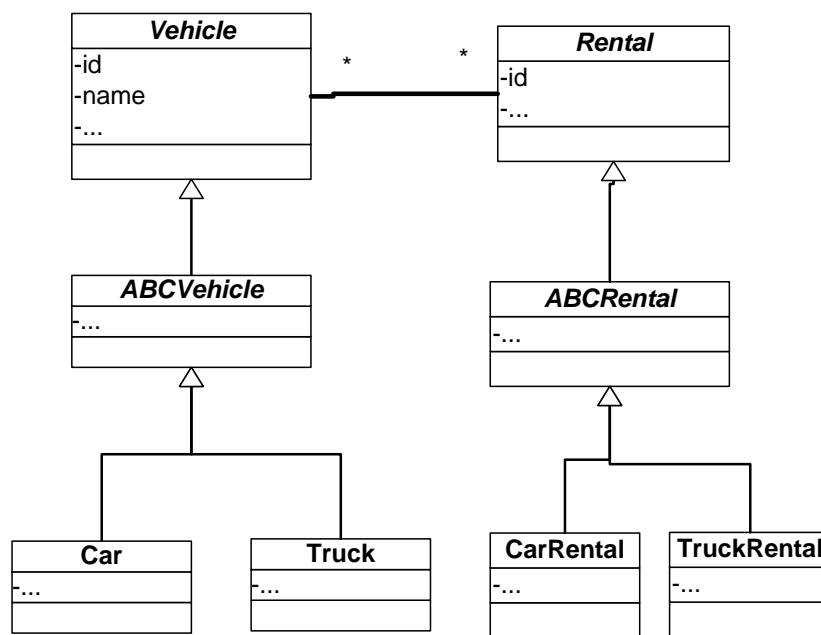 Vehicle
-id
-name
-...
*
*
Rental
-id
-...
ABCVehicle
-...
ABCRental
-...
Car
-...
Truck
-...
CarRental
-...
TruckRental
-...